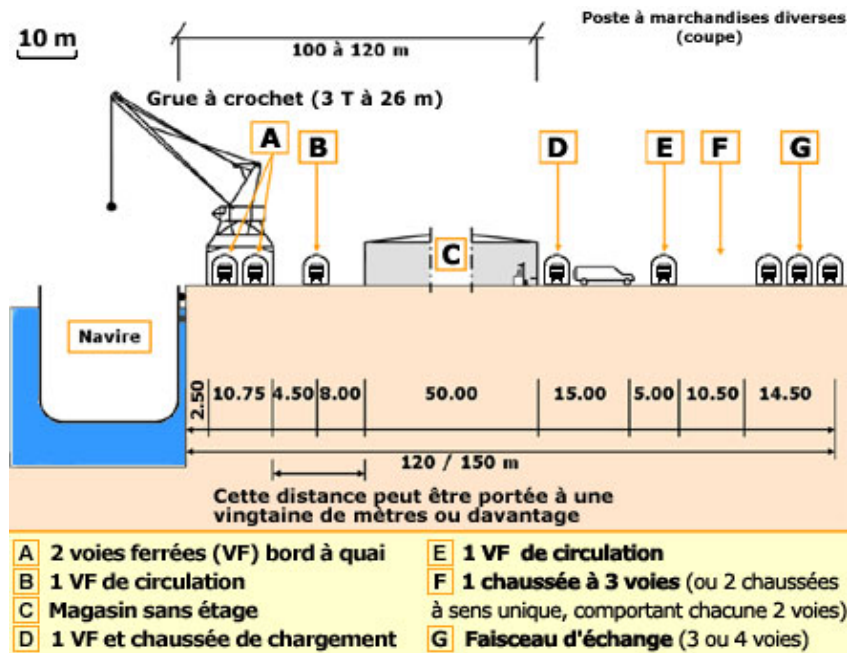 10 m
Poste à marchandises diverses
(coupe)
100 à 120 m
Grue à crochet (3 T à 26 m)
A
B
D
E
F
G
C
Navire
2.50
10.75
4.50
8.00
50.00
15.00
5.00
10.50
14.50
120 / 150 m
Cette distance peut être portée à une
vingtaine de mètres ou davantage
A 2 voies ferrées (VF) bord à quai
B 1 VF de circulation
C Magasin sans étage
D 1 VF et chaussée de chargement
E 1 VF de circulation
F 1 chaussée à 3 voies (ou 2 chaussées
à sens unique, comportant chacune 2 voies)
G Faisceau d'échange (3 ou 4 voies)